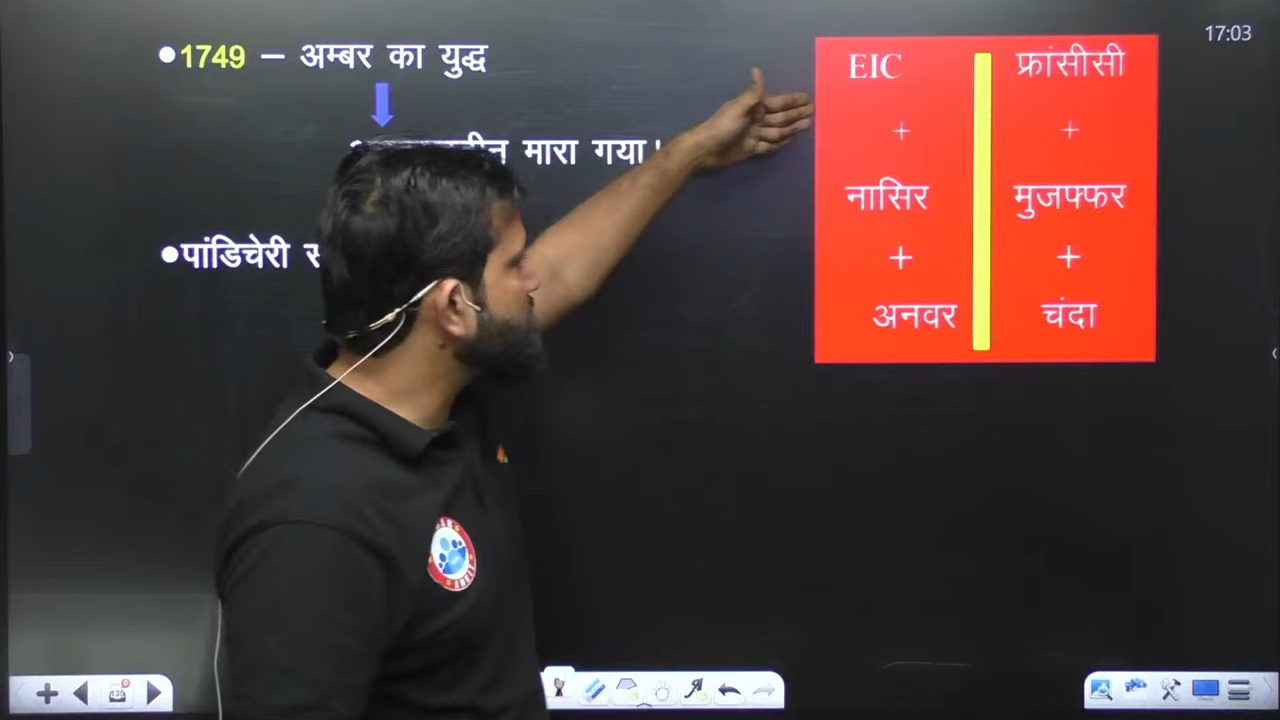 ●1749 – अम्बर का युद्ध
मारा गया।
●पांडिचेरी
EIC फ्रांसीसी
+ +
नासिर मुजफ्फर
+ +
अनवर चंदा
17:03